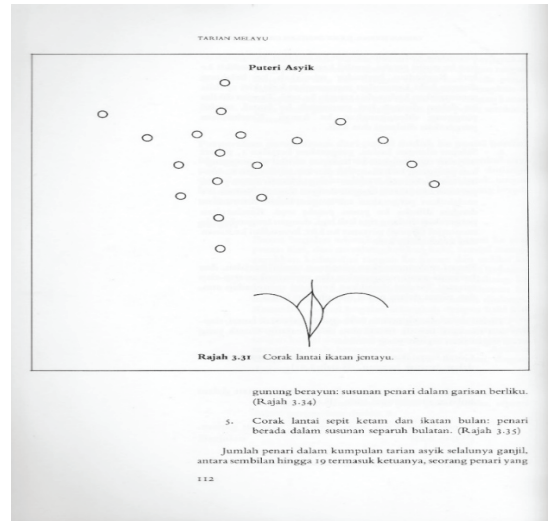 TARIAN MELAYU
Puteri Asyik
Rajah 3.31 Corak lantai ikatan jentayu.
gunung berayun: susunan penari dalam garisan berliku.
(Rajah 3.34)
5. Corak lantai sepit ketam dan ikatan bulan: penari
berada dalam susunan separuh bulatan. (Rajah 3.35)
Jumlah penari dalam kumpulan tarian asyik selalunya ganjil,
antara sembilan hingga 19 termasuk ketuanya, seorang penari yang
112